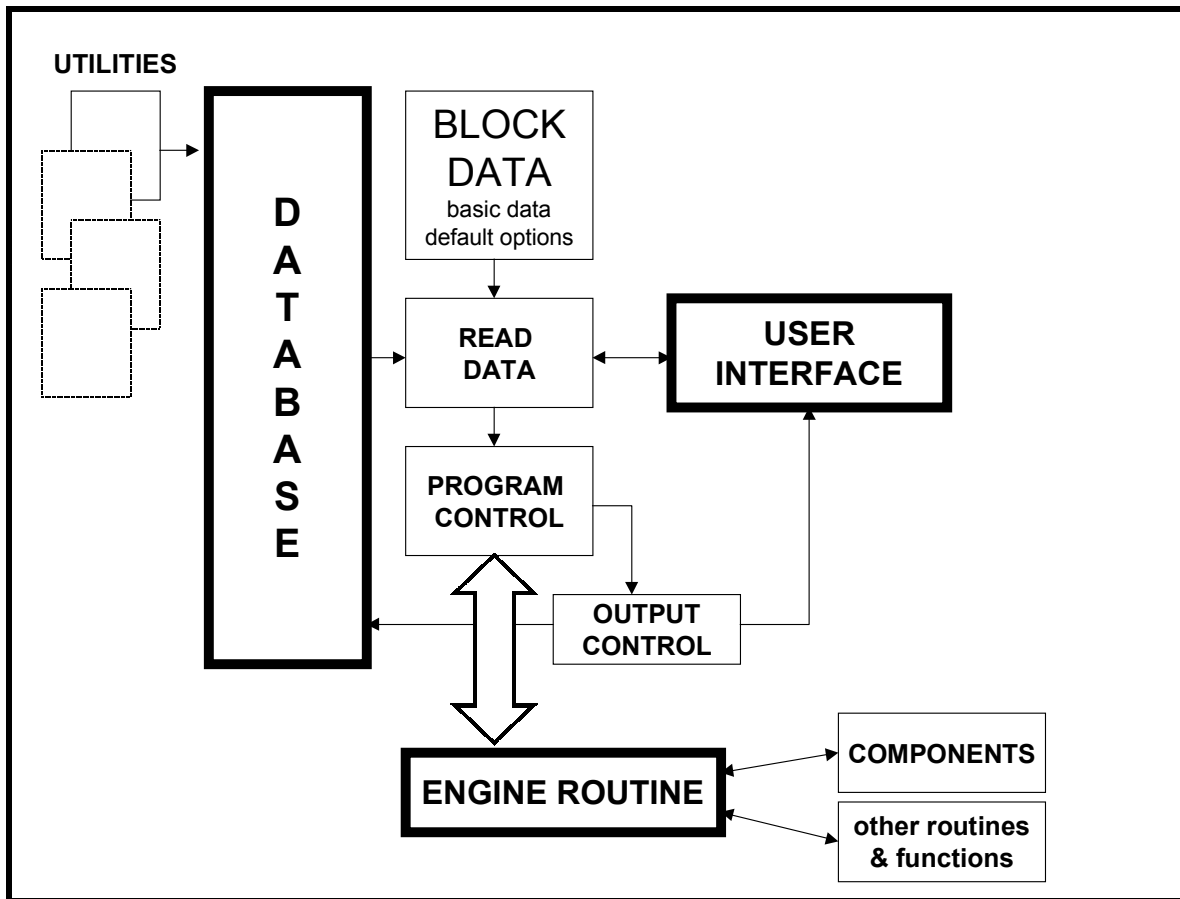 UTILITIES
D
A
T
A
B
A
S
E
BLOCK
DATA
basic data
default options
READ
DATA
USER
INTERFACE
PROGRAM
CONTROL
OUTPUT
CONTROL
ENGINE ROUTINE
COMPONENTS
other routines
& functions